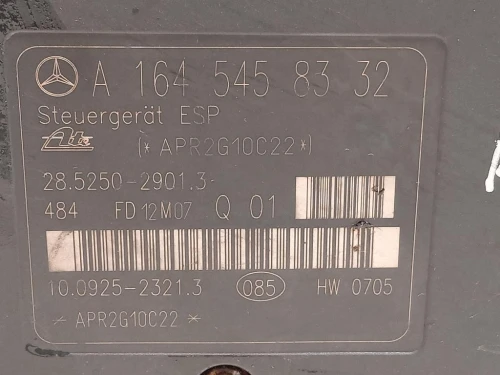 A 164 545 83 32
Steuergerät ESP
Ate (* APR2G10C22 *)
28.5250-2901.3-
484 FD 12M07 Q 01
10.0925-2321.3 085 HW 0705
* APR2G10C22 *